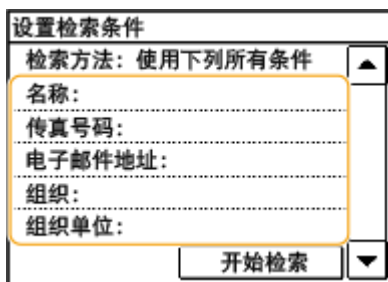 设置检索条件
检索方法: 使用下列所有条件
名称:
传真号码:
电子邮件地址:
组织:
组织单位:
开始检索